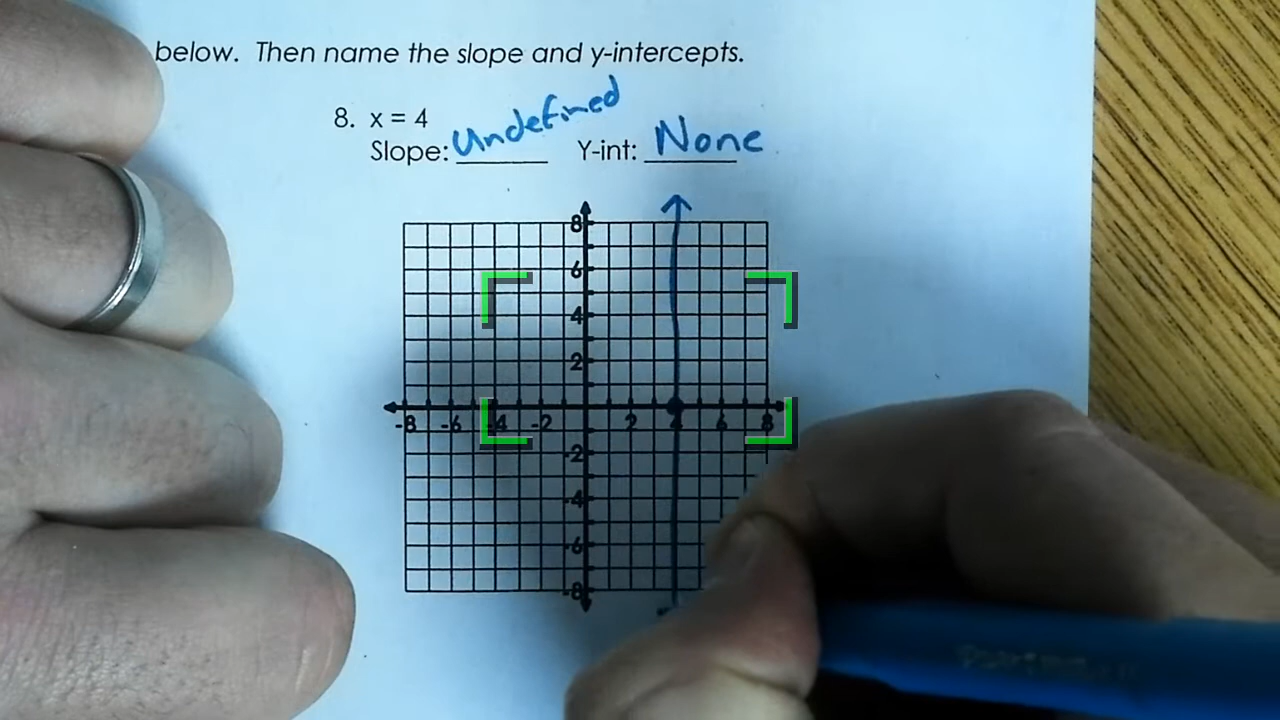 below. Then name the slope and y-intercepts.
8. x = 4
Slope: Undefined Y-int: None
8
6
4
2
-8 -6 -4 -2 2 4 6 8
-2
-4
-6
-8